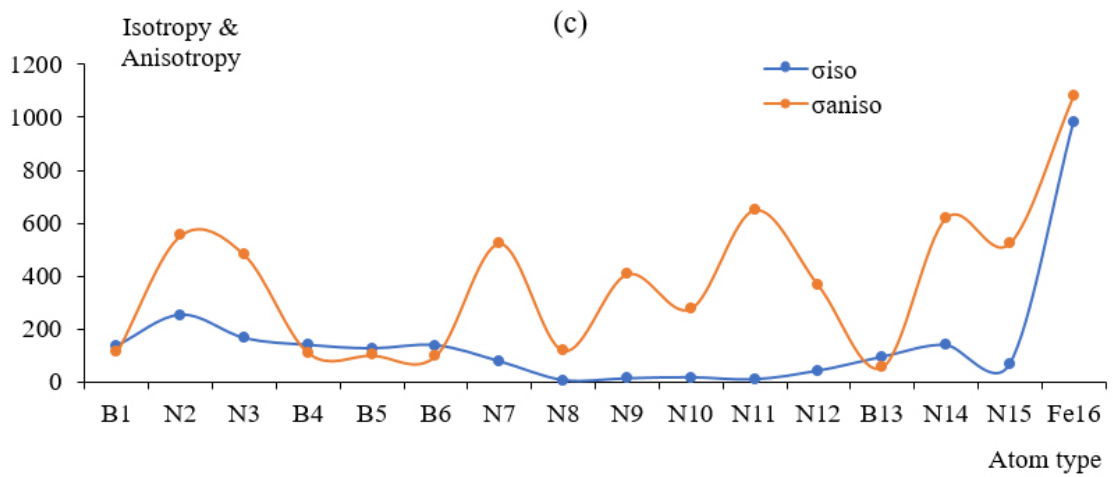 (c)
Isotropy &
Anisotropy
σiso
σaniso
1200
1000
800
600
400
200
0
B1 N2 N3 B4 B5 B6 N7 N8 N9 N10 N11 N12 B13 N14 N15 Fe16
Atom type